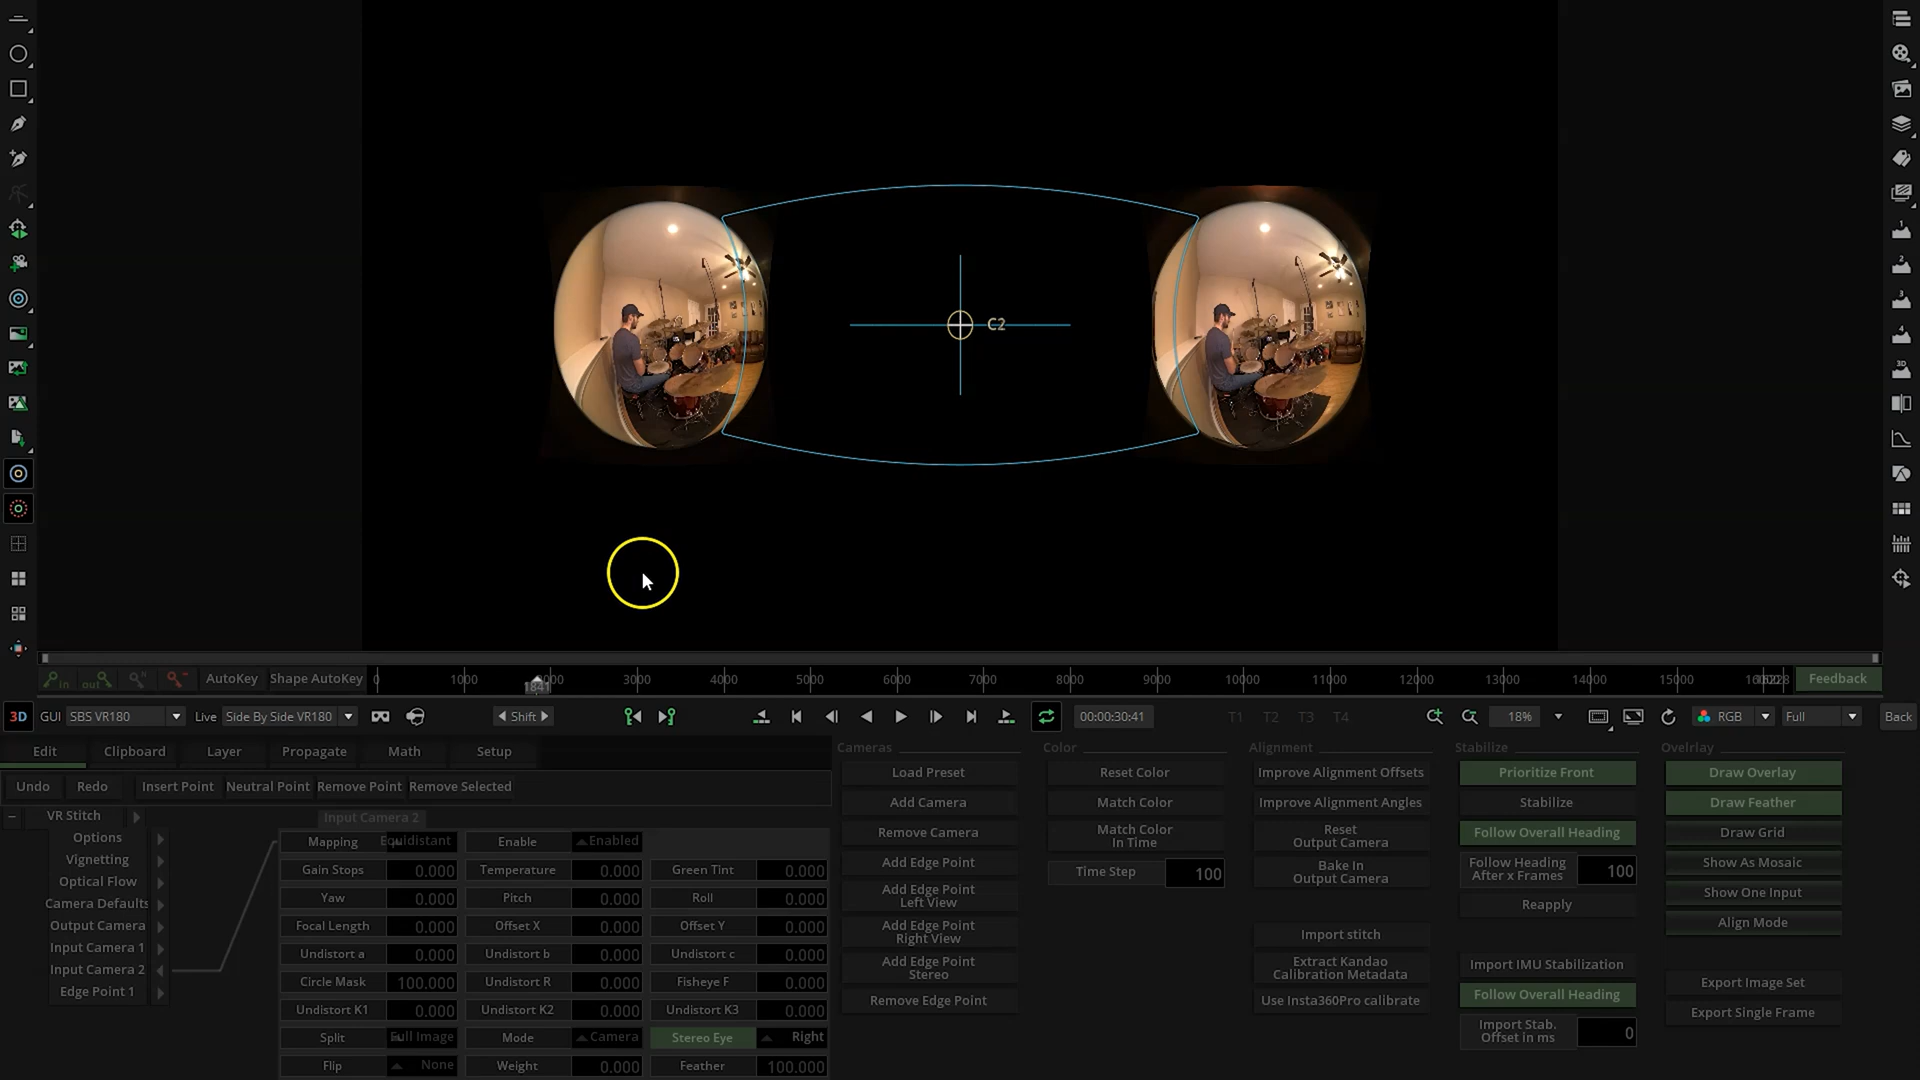 C2
AutoKey Shape AutoKey 0 1000 2000 3000 4000 5000 6000 7000 8000 9000 10000 11000 12000 13000 14000 15000 Feedback
1841
3D GUI SBS VR180 Live Side By Side VR180 Shift 00:00:30:41 T1 T2 T3 T4 18% RGB Full Back
Edit Clipboard Layer Propagate Math Setup
Undo Redo Insert Point Neutral Point Remove Point Remove Selected
VR Stitch
Options
Vignetting
Optical Flow
Camera Defaults
Output Camera
Input Camera 1
Input Camera 2
Edge Point 1
Input Camera 2
Mapping Equidistant Enable Enabled
Gain Stops 0.000 Temperature 0.000 Green Tint 0.000
Yaw 0.000 Pitch 0.000 Roll 0.000
Focal Length 0.000 Offset X 0.000 Offset Y 0.000
Undistort a 0.000 Undistort b 0.000 Undistort c 0.000
Circle Mask 100.000 Undistort R 0.000 Fisheye F 0.000
Undistort K1 0.000 Undistort K2 0.000 Undistort K3 0.000
Split Full Image Mode Camera Stereo Eye Right
Flip None Weight 0.000 Feather 100.000
Cameras
Load Preset
Add Camera
Remove Camera
Add Edge Point
Add Edge Point
Left View
Add Edge Point
Right View
Add Edge Point
Stereo
Remove Edge Point
Color
Reset Color
Match Color
Match Color
In Time
Time Step 100
Alignment
Improve Alignment Offsets
Improve Alignment Angles
Reset
Output Camera
Bake In
Output Camera
Import stitch
Extract Kandao
Calibration Metadata
Use Insta360Pro calibrate
Stabilize
Prioritize Front
Stabilize
Follow Overall Heading
Follow Heading
After x Frames 100
Reapply
Import IMU Stabilization
Follow Overall Heading
Import Stab.
Offset in ms 0
Overlray
Draw Overlay
Draw Feather
Draw Grid
Show As Mosaic
Show One Input
Align Mode
Export Image Set
Export Single Frame